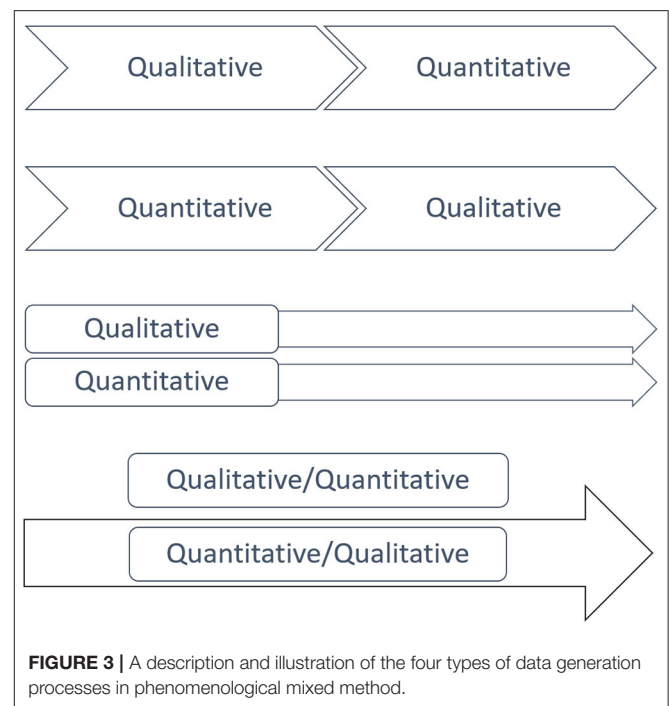 Qualitative
Quantitative
Quantitative
Qualitative
Qualitative
Quantitative
Qualitative/Quantitative
Quantitative/Qualitative
FIGURE 3 | A description and illustration of the four types of data generation
processes in phenomenological mixed method.